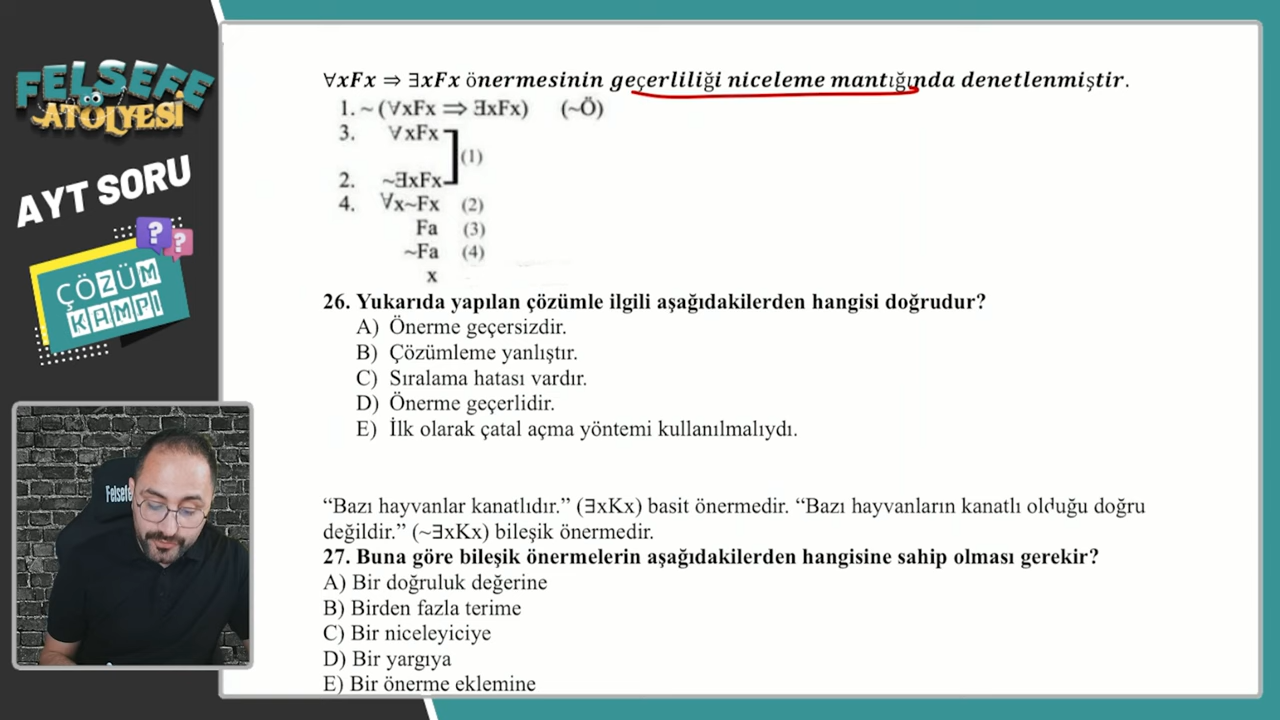 FELSEFE
ATÖLYESİ
AYT SORU
? ?
ÇÖZÜM
KAMPI
Felsefe
∀xFx ⇒ ∃xFx önermesinin geçerliliği niceleme mantığında denetlenmiştir.
1. ~ (∀xFx ⟹ ∃xFx) (~Ö)
3. ∀xFx
(1)
2. ~∃xFx
4. ∀x~Fx (2)
Fa (3)
~Fa (4)
x
26. Yukarıda yapılan çözümle ilgili aşağıdakilerden hangisi doğrudur?
A) Önerme geçersizdir.
B) Çözümleme yanlıştır.
C) Sıralama hatası vardır.
D) Önerme geçerlidir.
E) İlk olarak çatal açma yöntemi kullanılmalıydı.
“Bazı hayvanlar kanatlıdır.” (∃xKx) basit önermedir. “Bazı hayvanların kanatlı olduğu doğru
değildir.” (~∃xKx) bileşik önermedir.
27. Buna göre bileşik önermelerin aşağıdakilerden hangisine sahip olması gerekir?
A) Bir doğruluk değerine
B) Birden fazla terime
C) Bir niceleyiciye
D) Bir yargıya
E) Bir önerme eklemine